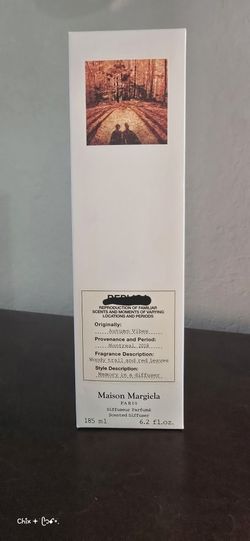 REPRODUCTION OF FAMILIAR
SCENTS AND MOMENTS OF VARYING
LOCATIONS AND PERIODS
Originally:
Autumn Vibes
Provenance and Period:
Montreal 2018
Fragrance Description:
Woody trail and red leaves
Style Description:
Memory in a diffuser
Maison Margiela
PARIS
Diffuseur Parfumé
Scented Diffuser
185 ml 6.2 fl.oz.
Chix +